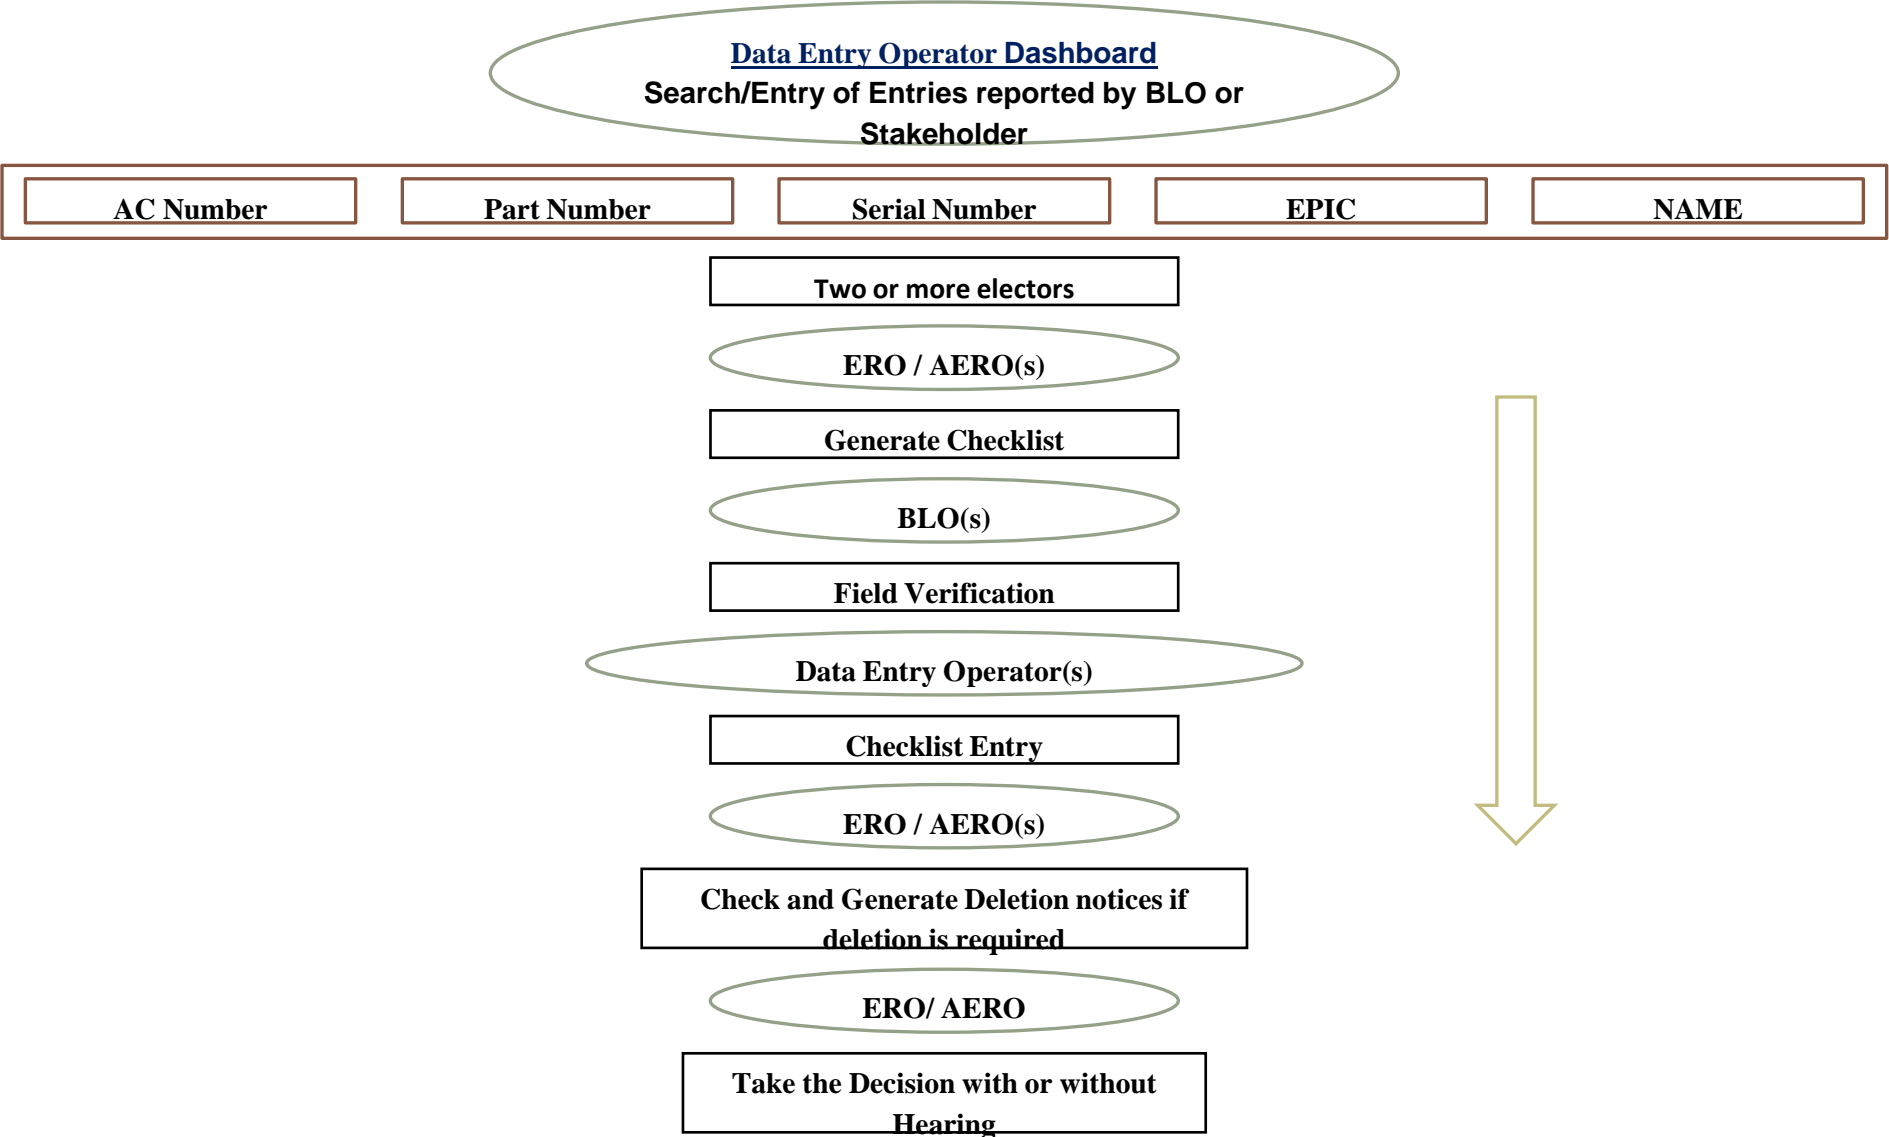 Data Entry Operator Dashboard
Search/Entry of Entries reported by BLO or
Stakeholder
AC Number
Part Number
Serial Number
EPIC
NAME
Two or more electors
ERO / AERO(s)
Generate Checklist
BLO(s)
Field Verification
Data Entry Operator(s)
Checklist Entry
ERO / AERO(s)
Check and Generate Deletion notices if
deletion is required
ERO/ AERO
Take the Decision with or without
Hearing